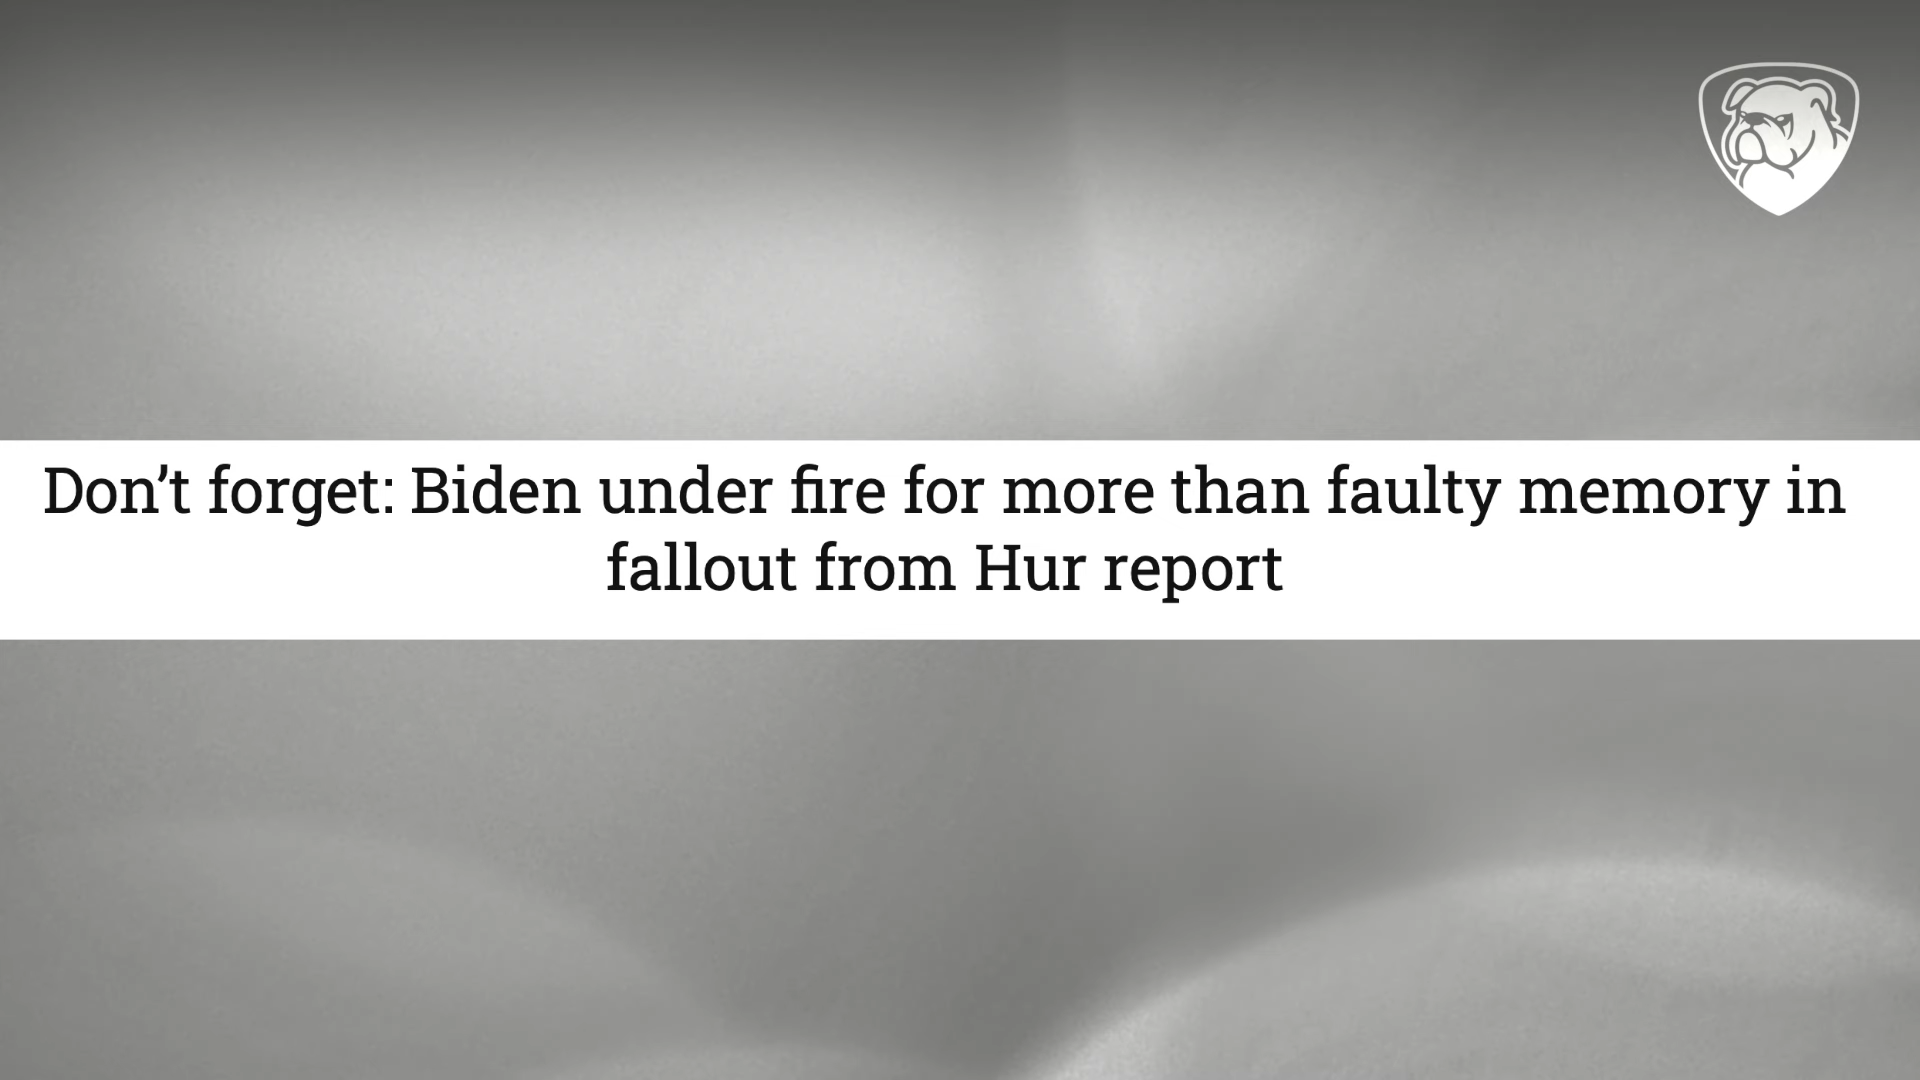 Don’t forget: Biden under fire for more than faulty memory in
fallout from Hur report